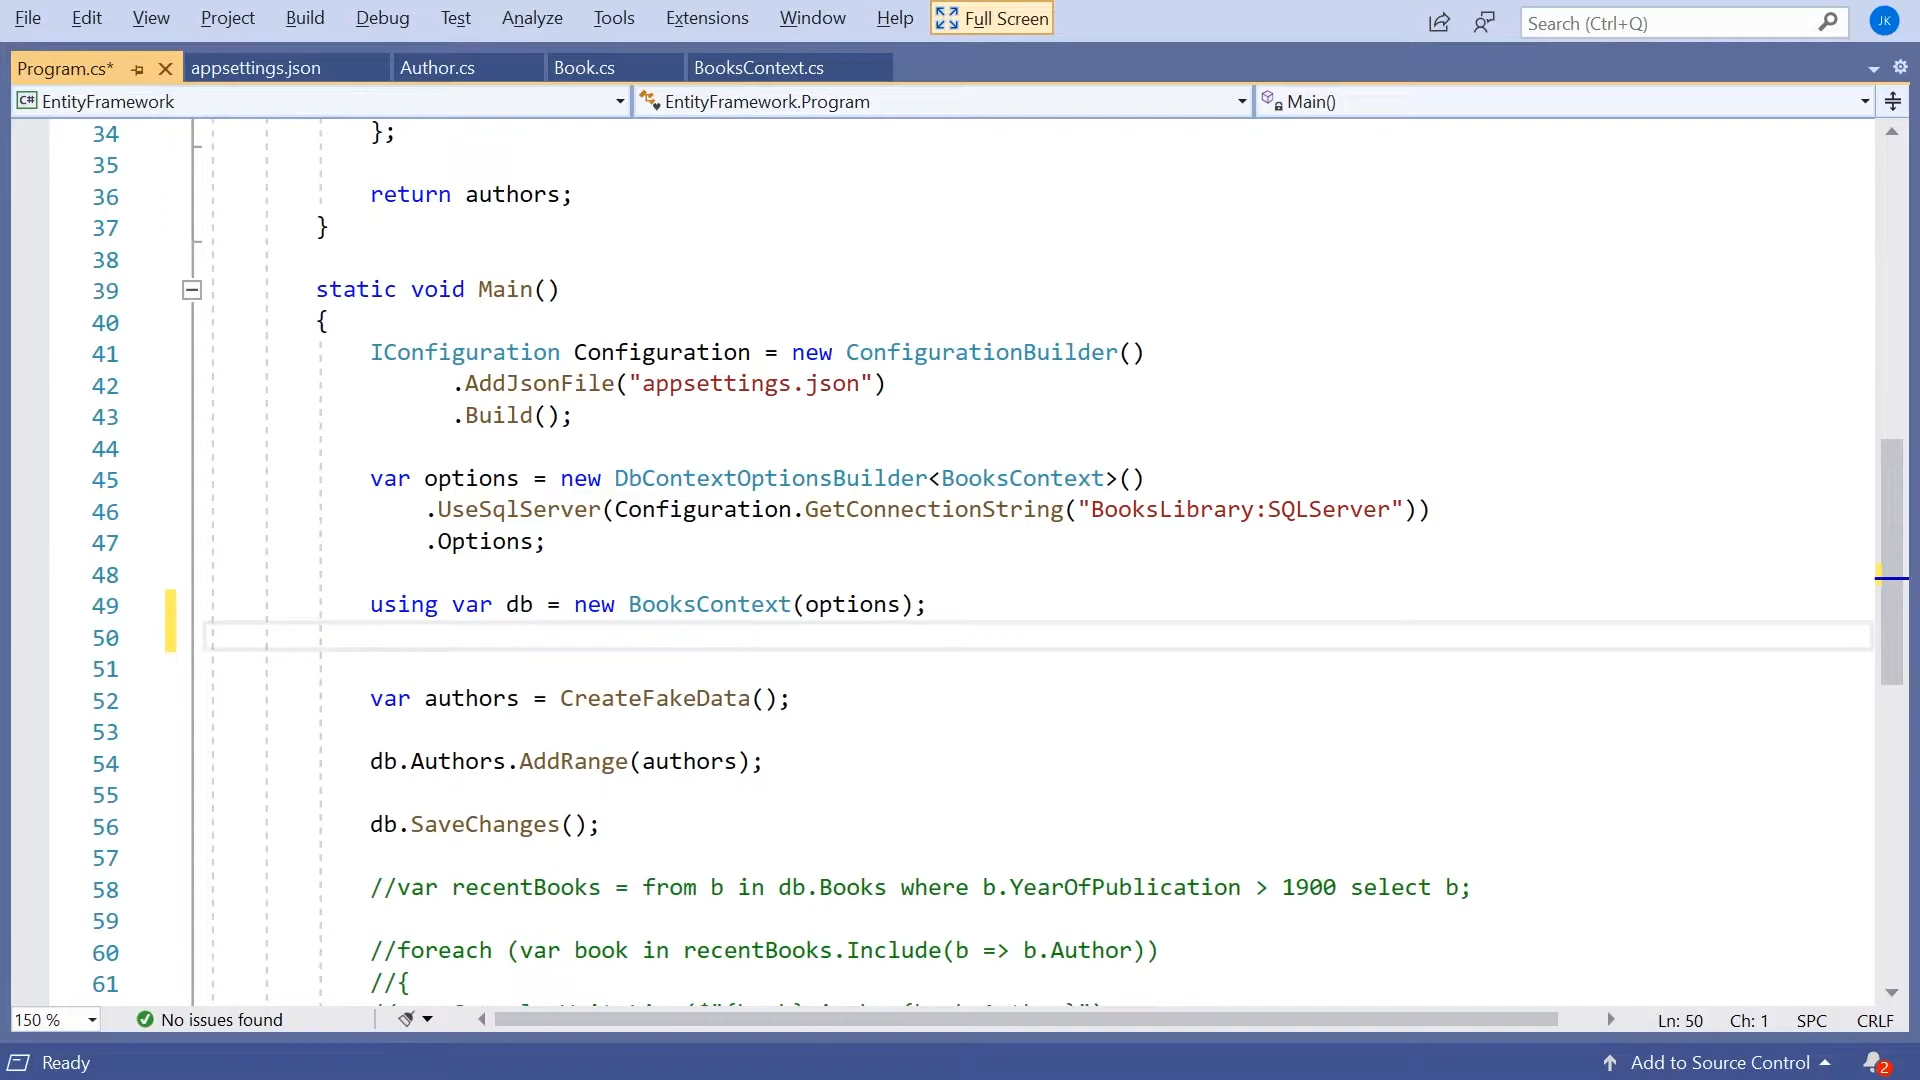 File Edit View Project Build Debug Test Analyze Tools Extensions Window Help Full Screen Search (Ctrl+Q) JK
Program.cs* appsettings.json Author.cs Book.cs BooksContext.cs
C# EntityFramework EntityFramework.Program Main()
34 };
35
36 return authors;
37 }
38
39 static void Main()
40 {
41 IConfiguration Configuration = new ConfigurationBuilder()
42 .AddJsonFile("appsettings.json")
43 .Build();
44
45 var options = new DbContextOptionsBuilder<BooksContext>()
46 .UseSqlServer(Configuration.GetConnectionString("BooksLibrary:SQLServer"))
47 .Options;
48
49 using var db = new BooksContext(options);
50
51
52 var authors = CreateFakeData();
53
54 db.Authors.AddRange(authors);
55
56 db.SaveChanges();
57
58 //var recentBooks = from b in db.Books where b.YearOfPublication > 1900 select b;
59
60 //foreach (var book in recentBooks.Include(b => b.Author))
61 //{
150 % No issues found Ln: 50 Ch: 1 SPC CRLF
Ready Add to Source Control 2